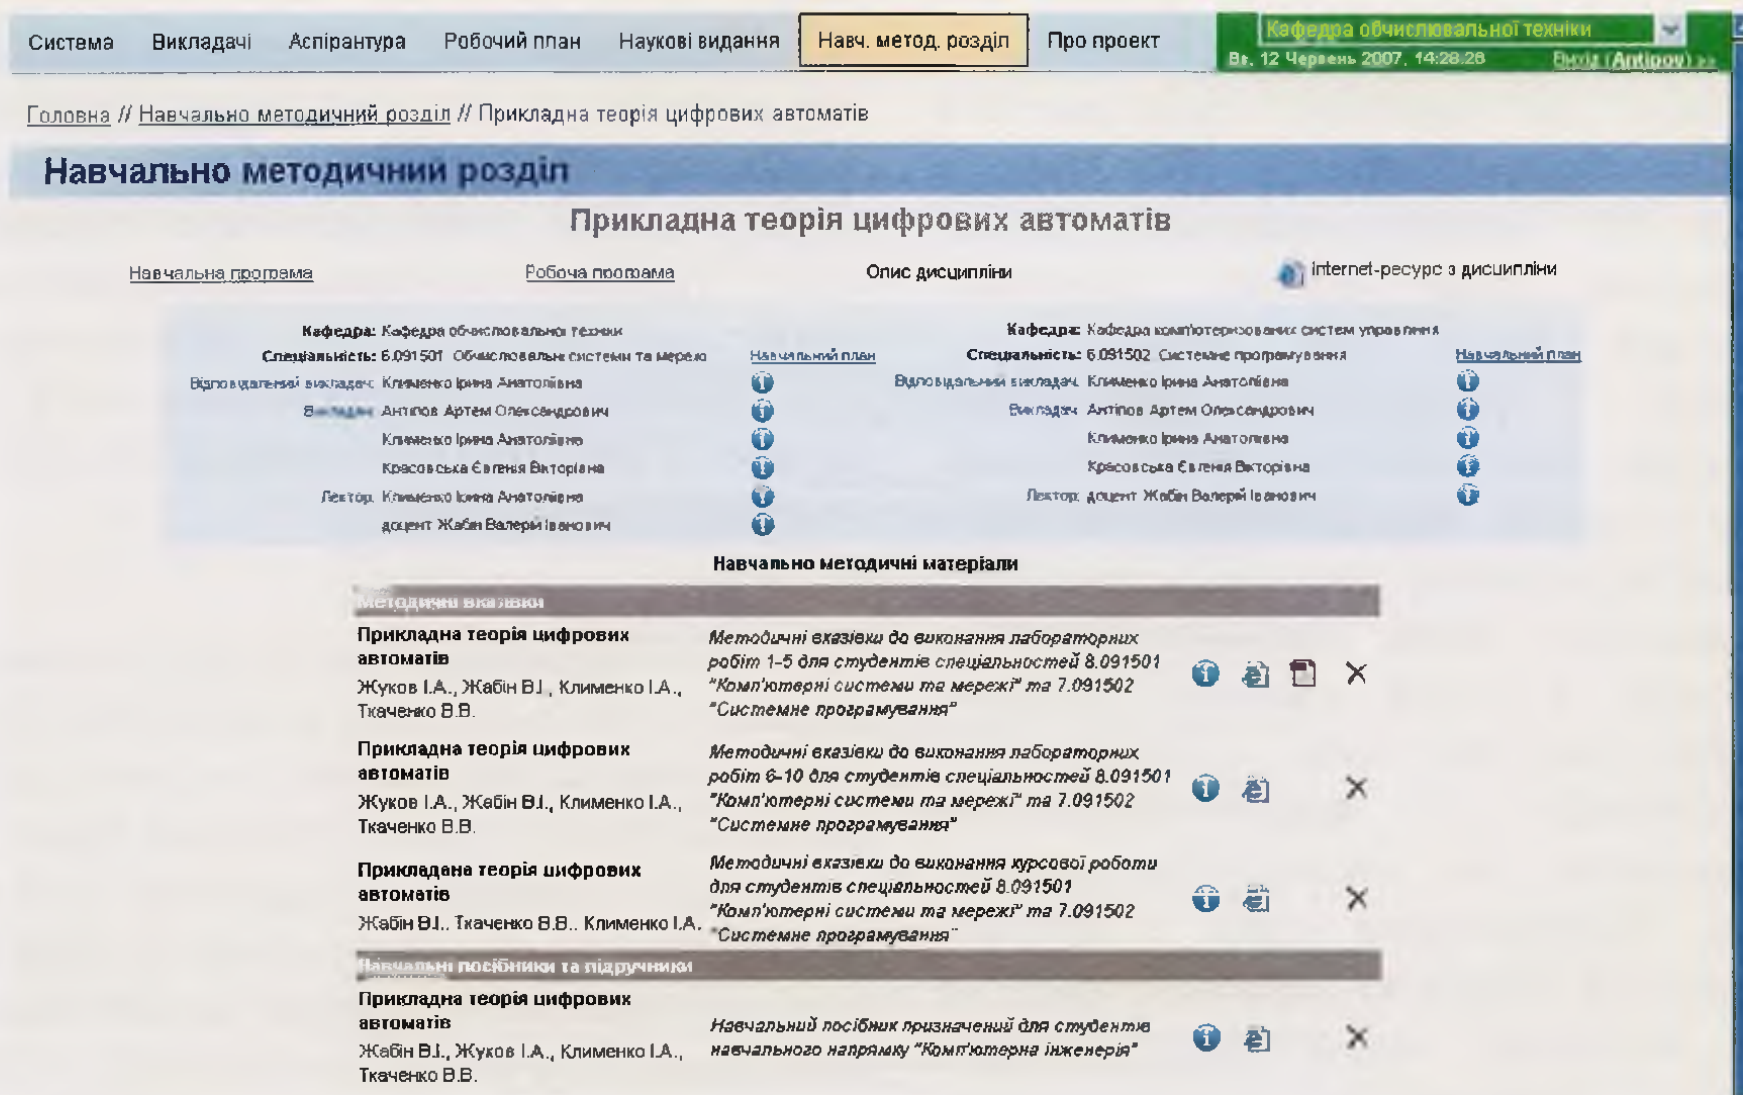 Система Викладачі Аспірантура Робочий план Наукові видання Навч. метод. розділ Про проект
Кафедра обчислювальної техніки
Вт, 12 Червень 2007, 14:28:28 Вихід (Antipov) >>
Головна // Навчально методичний розділ // Прикладна теорія цифрових автоматів
Навчально методичний розділ
Прикладна теорія цифрових автоматів
Навчальна програма Робоча програма Опис дисципліни internet-ресурс з дисципліни
Кафедра: Кафедра обчислювальної техніки
Спеціальність: 6.091501 Обчислювальні системи та мережі Навчальний план
Відповідальний викладач: Клименко Ірина Анатоліївна
Викладач: Антіпов Артем Олександрович
Клименко Ірина Анатоліївна
Красовська Євгенія Вікторівна
Лектор: Клименко Ірина Анатоліївна
доцент Жабін Валерій Іванович
Кафедра: Кафедра комп'ютеризованих систем управління
Спеціальність: 6.091502 Системне програмування Навчальний план
Відповідальний викладач: Клименко Ірина Анатоліївна
Викладач: Антіпов Артем Олександрович
Клименко Ірина Анатоліївна
Красовська Євгенія Вікторівна
Лектор: доцент Жабін Валерій Іванович
Навчально методичні матеріали
Методичні вказівки
Прикладна теорія цифрових
автоматів
Жуков І.А., Жабін В.І., Клименко І.А.,
Ткаченко В.В.
Методичні вказівки до виконання лабораторних
робіт 1-5 для студентів спеціальностей 8.091501
"Комп'ютерні системи та мережі" та 7.091502
"Системне програмування"
Прикладна теорія цифрових
автоматів
Жуков І.А., Жабін В.І., Клименко І.А.,
Ткаченко В.В.
Методичні вказівки до виконання лабораторних
робіт 6-10 для студентів спеціальностей 8.091501
"Комп'ютерні системи та мережі" та 7.091502
"Системне програмування"
Прикладана теорія цифрових
автоматів
Жабін В.І., Ткаченко В.В., Клименко І.А.
Методичні вказівки до виконання курсової роботи
для студентів спеціальностей 8.091501
"Комп'ютерні системи та мережі" та 7.091502
"Системне програмування"
Навчальні посібники та підручники
Прикладна теорія цифрових
автоматів
Жабін В.І., Жуков І.А., Клименко І.А.,
Ткаченко В.В.
Навчальний посібник призначений для студентів
навчального напрямку "Комп'ютерна інженерія"